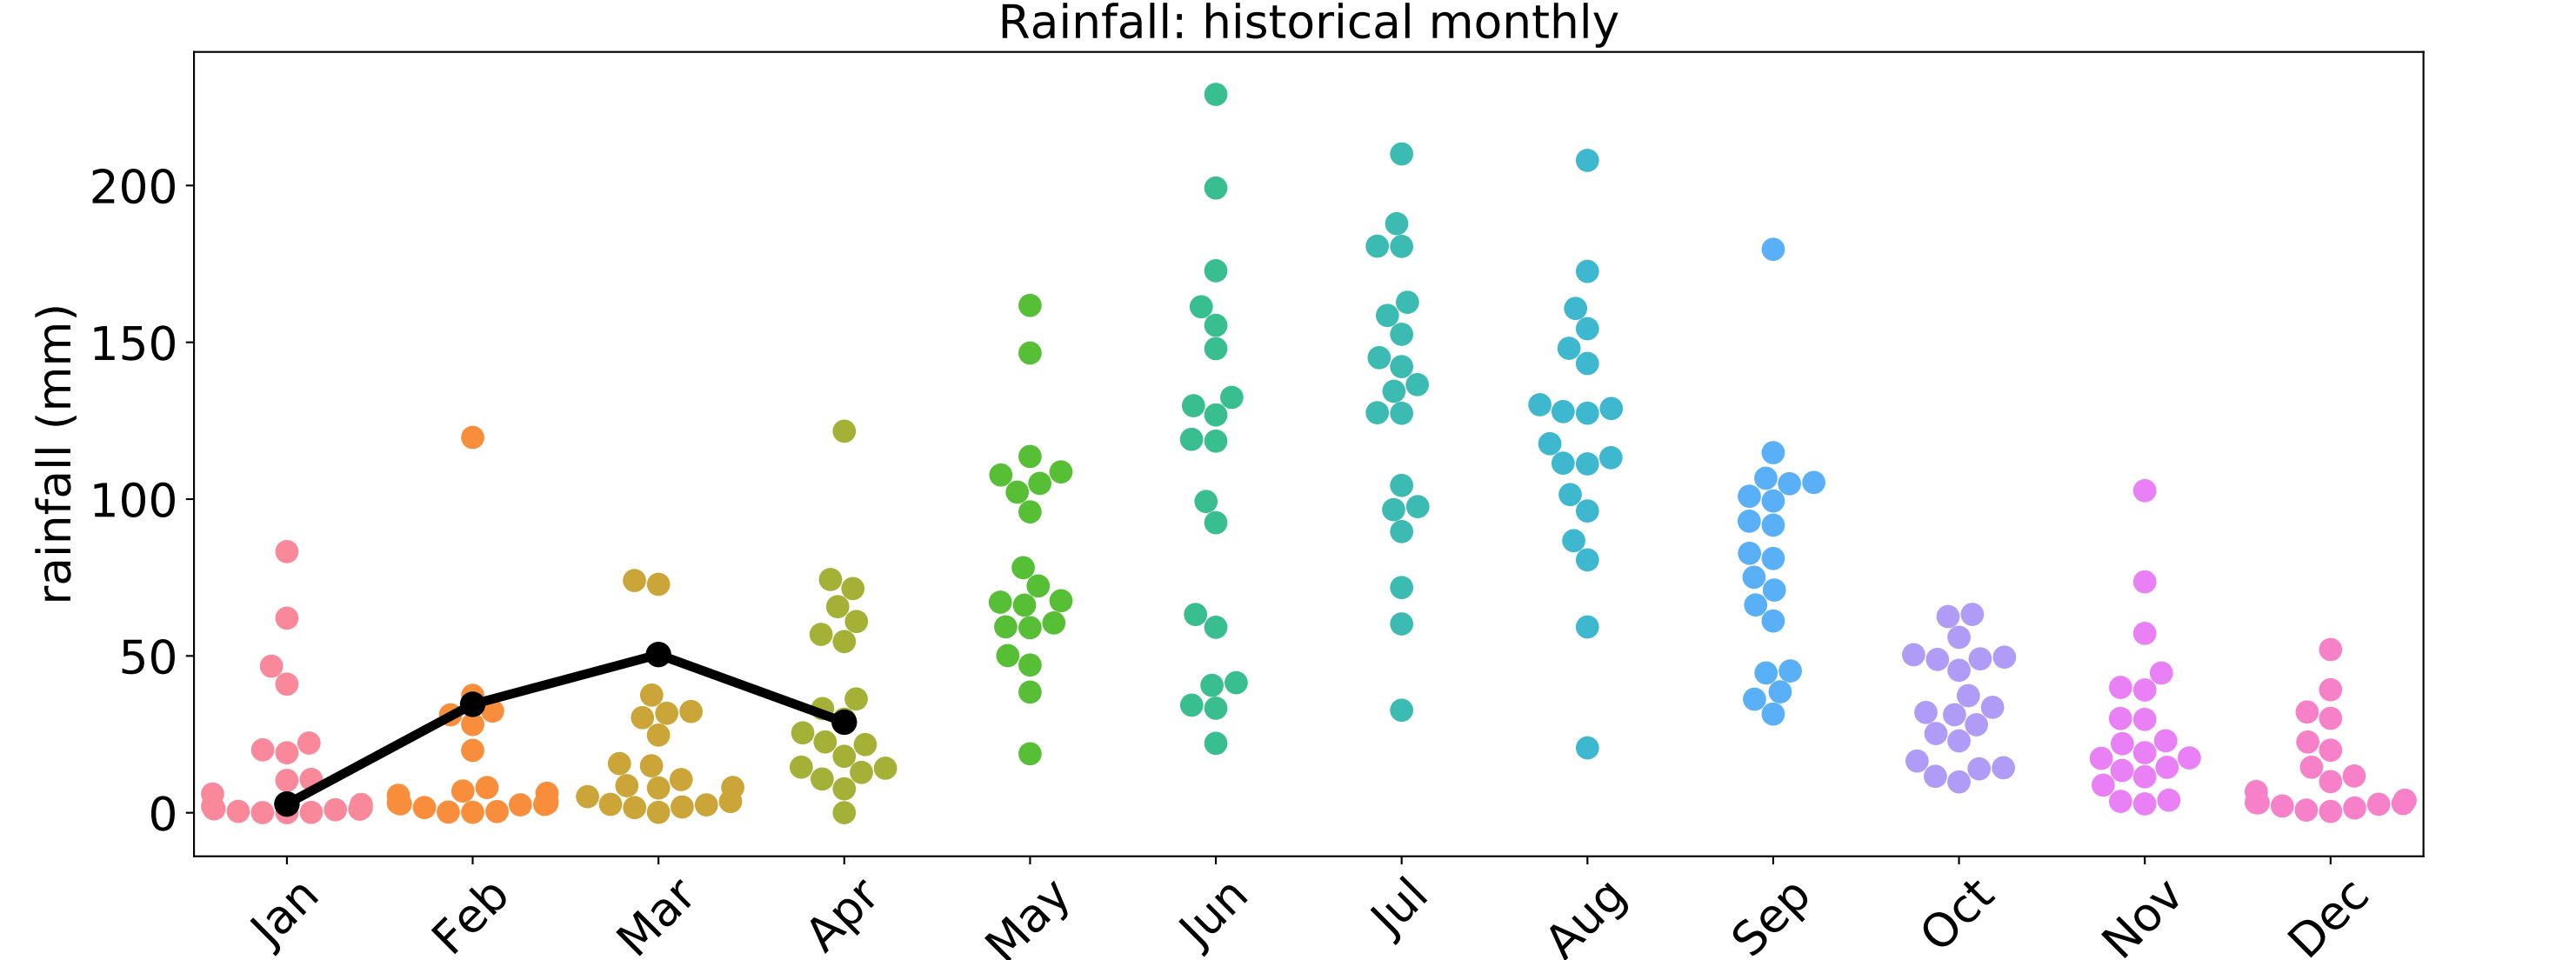 Rainfall: historical monthly
rainfall (mm)
200
150
100
50
0
Jan
Feb
Mar
Apr
May
Jun
Jul
Aug
Sep
Oct
Nov
Dec